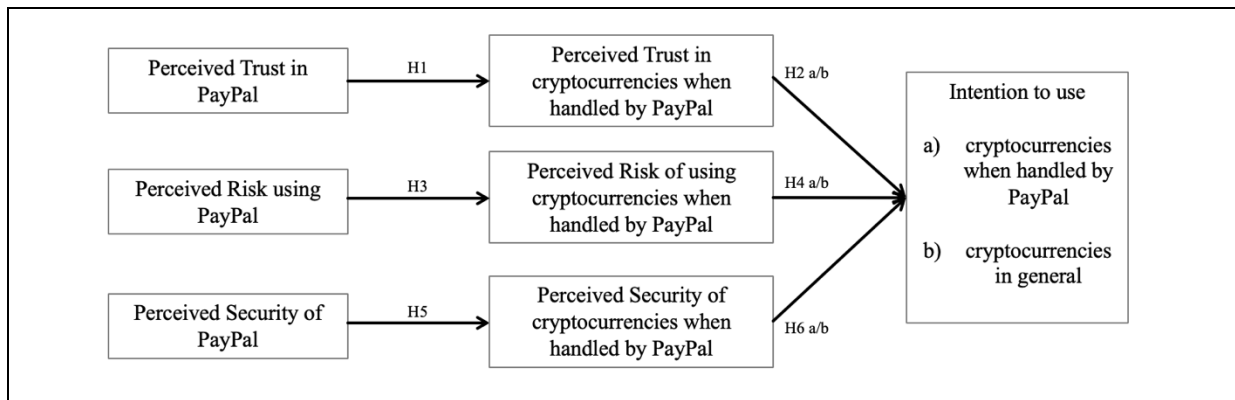 Perceived Trust in
PayPal
H1
Perceived Trust in
cryptocurrencies when
handled by PayPal
H2 a/b
Perceived Risk using
PayPal
H3
Perceived Risk of using
cryptocurrencies when
handled by PayPal
H4 a/b
Perceived Security of
PayPal
H5
Perceived Security of
cryptocurrencies when
handled by PayPal
H6 a/b
Intention to use
a) cryptocurrencies
when handled by
PayPal
b) cryptocurrencies
in general